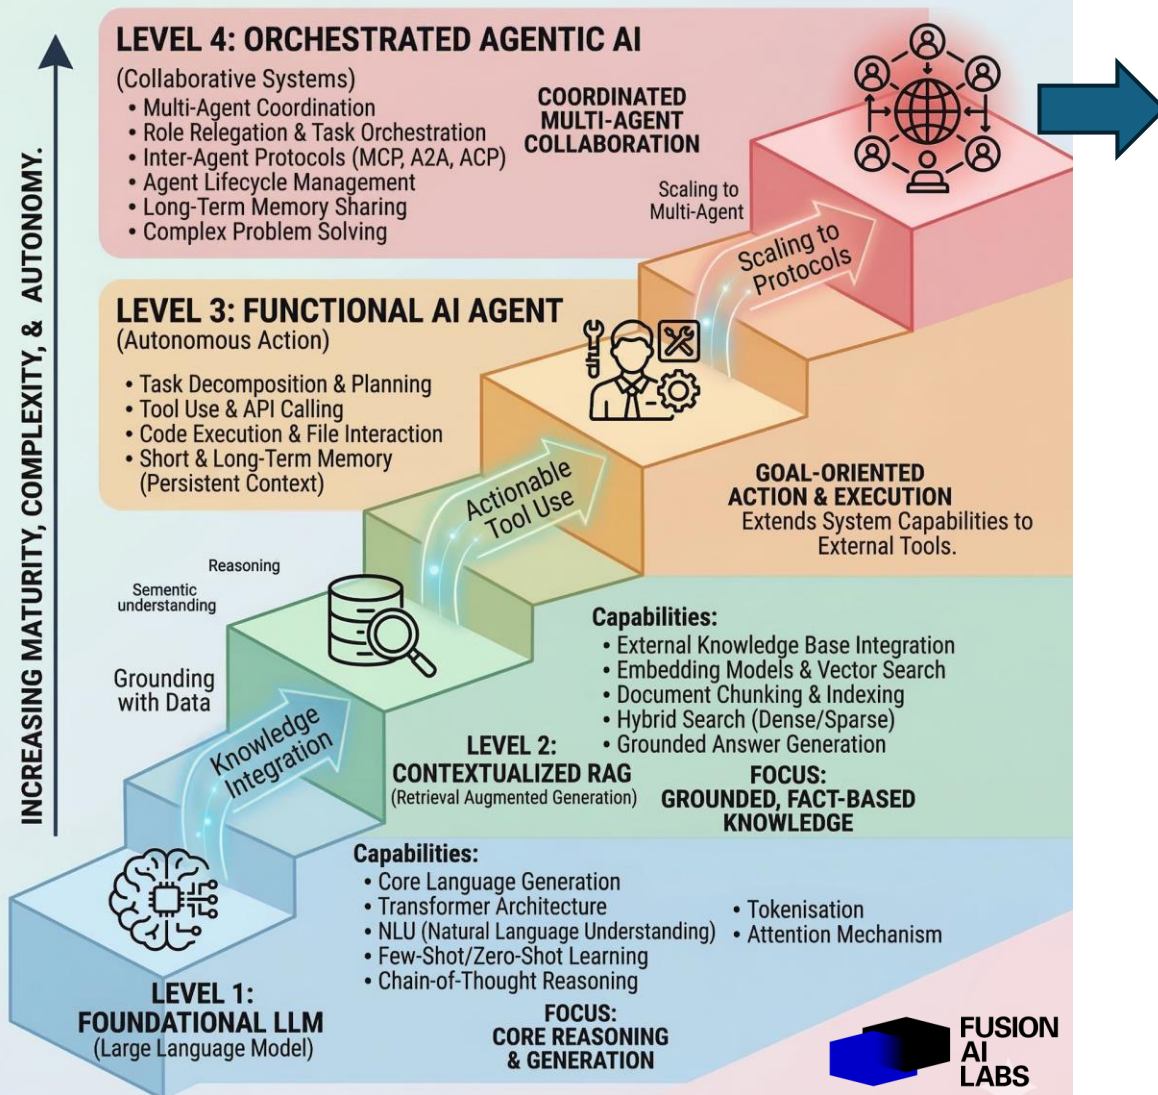 INCREASING MATURITY, COMPLEXITY, & AUTONOMY.
LEVEL 4: ORCHESTRATED AGENTIC AI
(Collaborative Systems)
• Multi-Agent Coordination
• Role Relegation & Task Orchestration
• Inter-Agent Protocols (MCP, A2A, ACP)
• Agent Lifecycle Management
• Long-Term Memory Sharing
• Complex Problem Solving
COORDINATED
MULTI-AGENT
COLLABORATION
Scaling to
Multi-Agent
Scaling to
Protocols
LEVEL 3: FUNCTIONAL AI AGENT
(Autonomous Action)
• Task Decomposition & Planning
• Tool Use & API Calling
• Code Execution & File Interaction
• Short & Long-Term Memory
(Persistent Context)
Actionable
Tool Use
GOAL-ORIENTED
ACTION & EXECUTION
Extends System Capabilities to
External Tools.
Reasoning
Sementic
understanding
Grounding
with Data
Knowledge
Integration
Capabilities:
• External Knowledge Base Integration
• Embedding Models & Vector Search
• Document Chunking & Indexing
• Hybrid Search (Dense/Sparse)
• Grounded Answer Generation
LEVEL 2:
CONTEXTUALIZED RAG
(Retrieval Augmented Generation)
FOCUS:
GROUNDED, FACT-BASED
KNOWLEDGE
Capabilities:
• Core Language Generation
• Transformer Architecture
• NLU (Natural Language Understanding)
• Few-Shot/Zero-Shot Learning
• Chain-of-Thought Reasoning
• Tokenisation
• Attention Mechanism
LEVEL 1:
FOUNDATIONAL LLM
(Large Language Model)
FOCUS:
CORE REASONING
& GENERATION
FUSION
AI
LABS